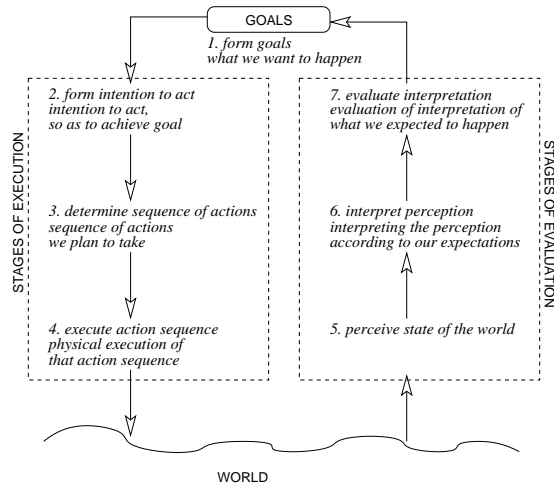 GOALS
1. form goals
what we want to happen
STAGES OF EXECUTION
2. form intention to act
intention to act,
so as to achieve goal
3. determine sequence of actions
sequence of actions
we plan to take
4. execute action sequence
physical execution of
that action sequence
7. evaluate interpretation
evaluation of interpretation of
what we expected to happen
6. interpret perception
interpreting the perception
according to our expectations
5. perceive state of the world
STAGES OF EVALUATION
WORLD